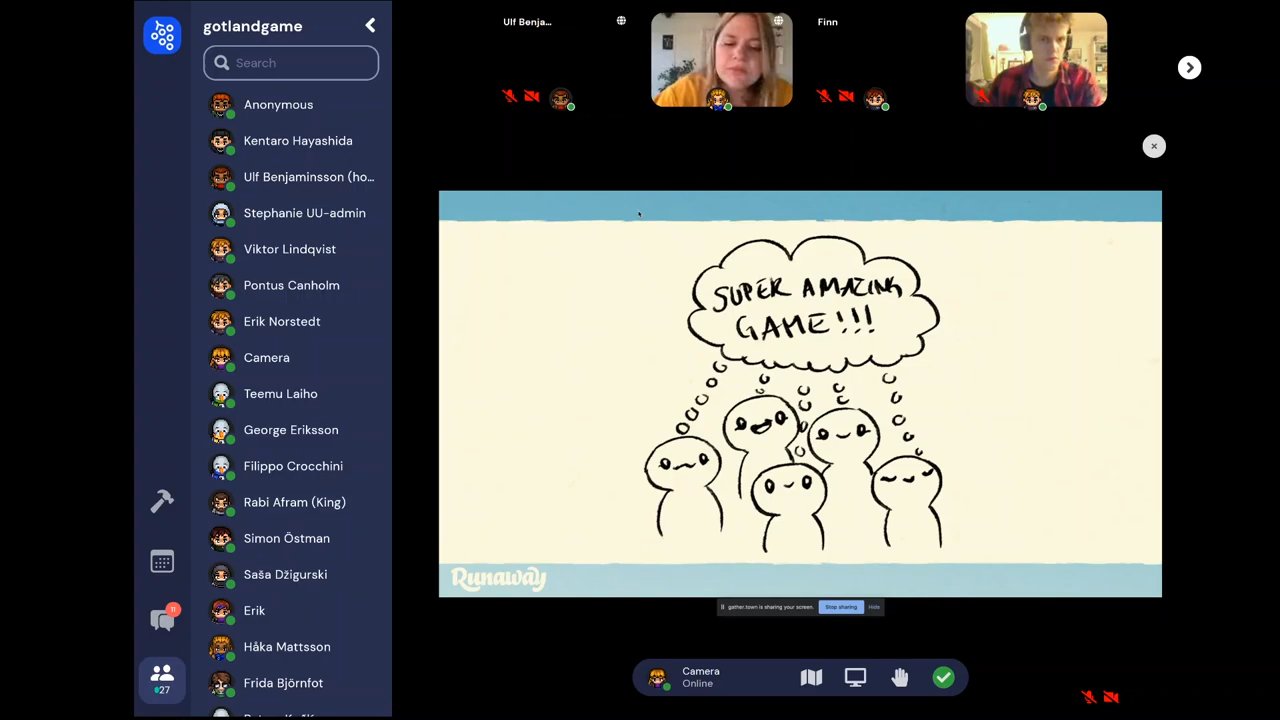 gotlandgame
Search
Anonymous
Kentaro Hayashida
Ulf Benjaminsson (ho...
Stephanie UU-admin
Viktor Lindqvist
Pontus Canholm
Erik Norstedt
Camera
Teemu Laiho
George Eriksson
Filippo Crocchini
Rabi Afram (King)
Simon Östman
Saša Džigurski
Erik
Håka Mattsson
Frida Björnfot
11
27
Ulf Benja...
Finn
SUPER AMAZING
GAME!!!
Runaway
gather.town is sharing your screen.
Stop sharing
Hide
Camera
Online